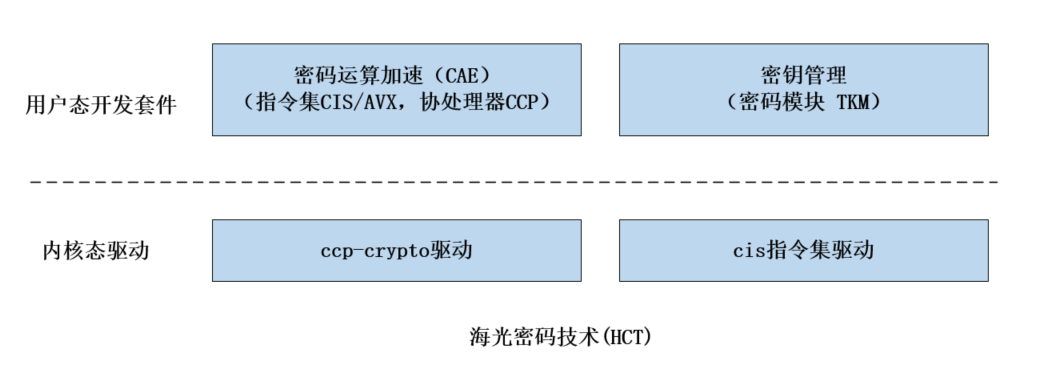 用户态开发套件
密码运算加速（CAE）
（指令集CIS/AVX，协处理器CCP）
密钥管理
（密码模块 TKM）
内核态驱动
ccp-crypto驱动
cis指令集驱动
海光密码技术(HCT)